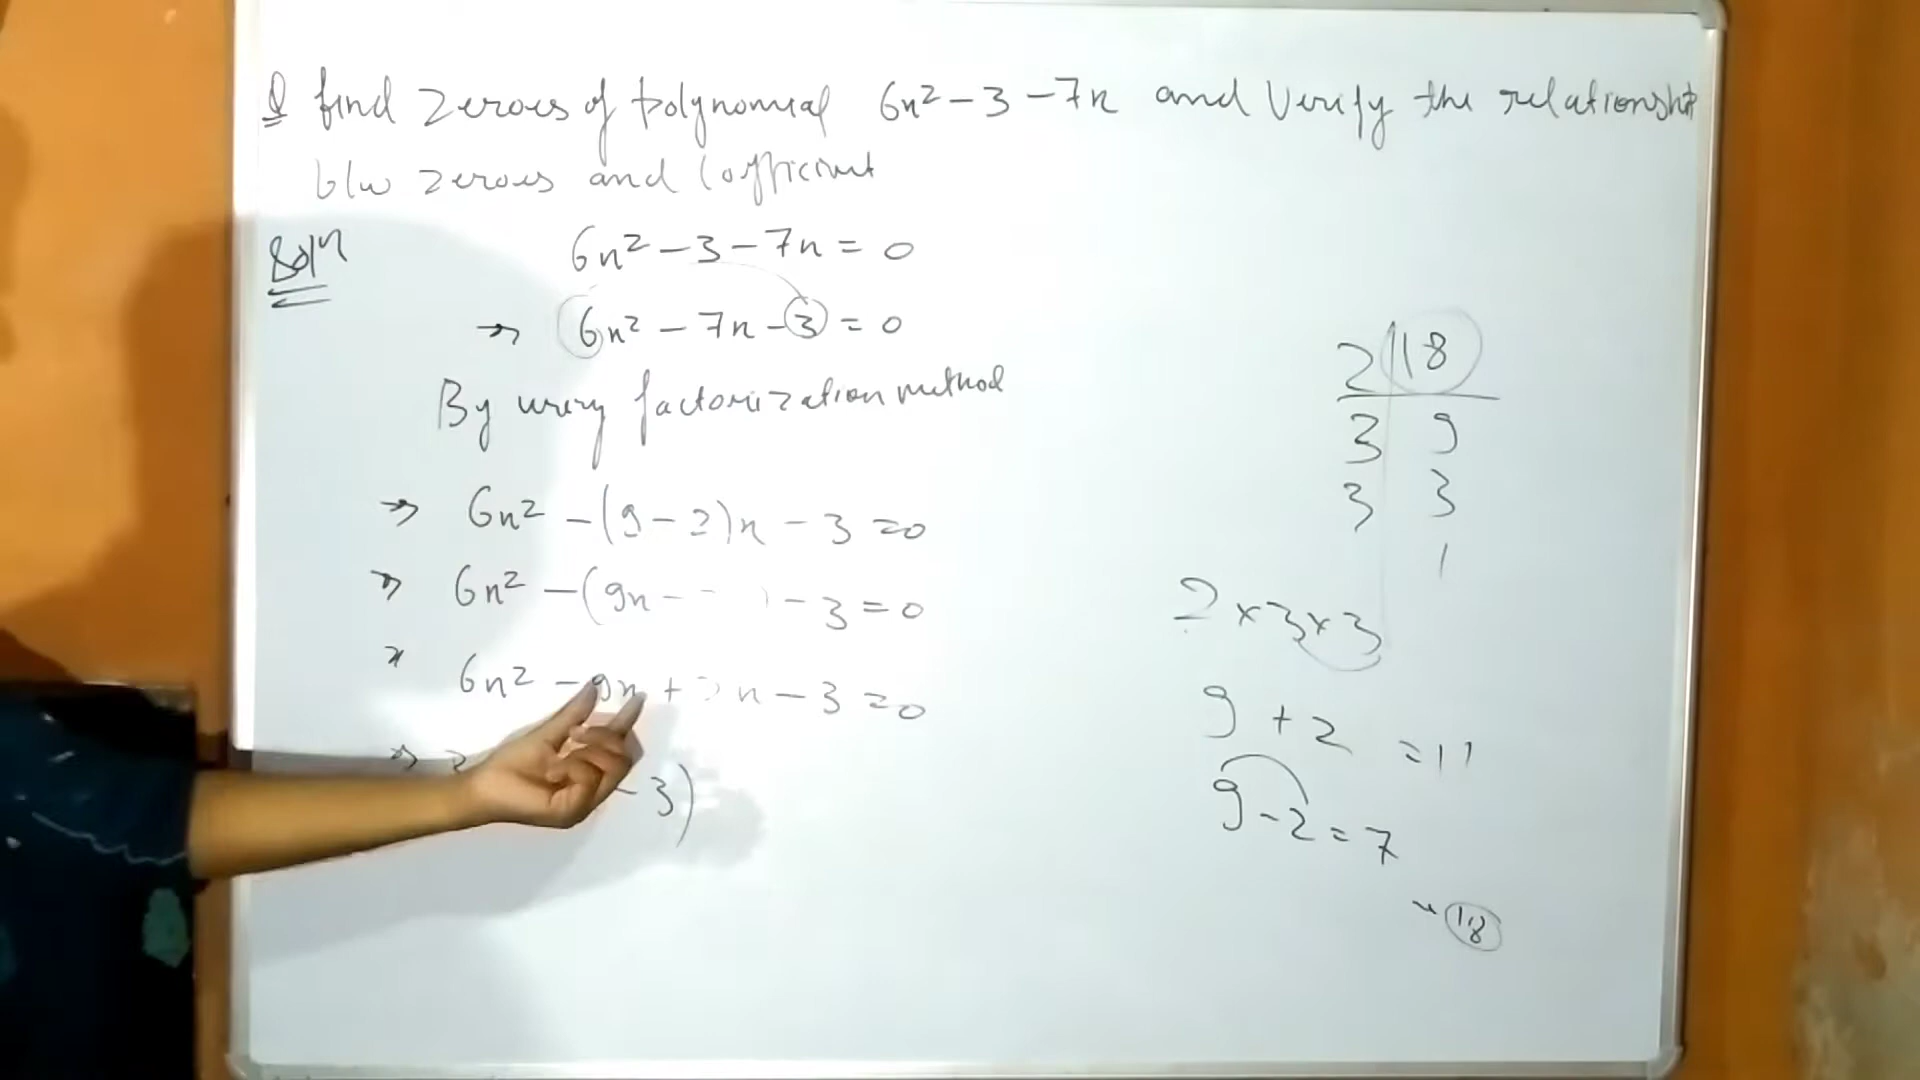 Q find zeroes of polynomial 6x² - 3 - 7x and Verify the relationship
b/w zeroes and Cofficient
Soln
6x² - 3 - 7x = 0
→ 6x² - 7x - 3 = 0
By using factorization method
→ 6x² - (9 - 2)x - 3 = 0
→ 6x² - (9x - ) - 3 = 0
6x² - 9x + 2x - 3 = 0
→ - 3)
2 | 18
3 9
3 3
1
2 × 3 × 3
9 + 2 = 11
9 - 2 = 7
18